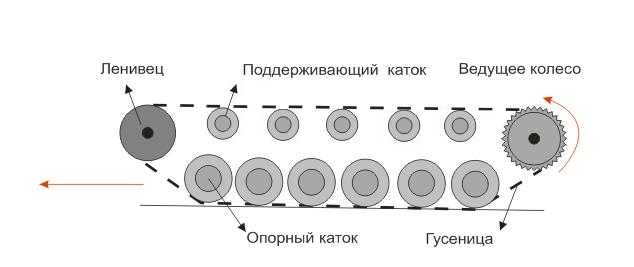 Ленивец
Поддерживающий каток
Ведущее колесо
Опорный каток
Гусеница